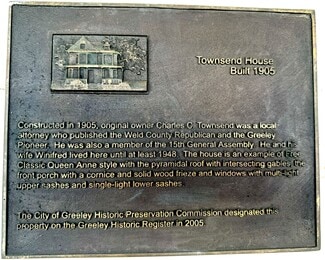 Townsend House
Built 1905
Constructed in 1905, original owner Charles C. Townsend was a local
attorney who published the Weld County Republican and the Greeley
Pioneer. He was also a member of the 15th General Assembly. He and his
wife Winifred lived here until at least 1948. The house is an example of Free
Classic Queen Anne style with the pyramidal roof with intersecting gables, the
front porch with a cornice and solid wood frieze and windows with multi-light
upper sashes and single-light lower sashes.
The City of Greeley Historic Preservation Commission designated this
property on the Greeley Historic Register in 2005.